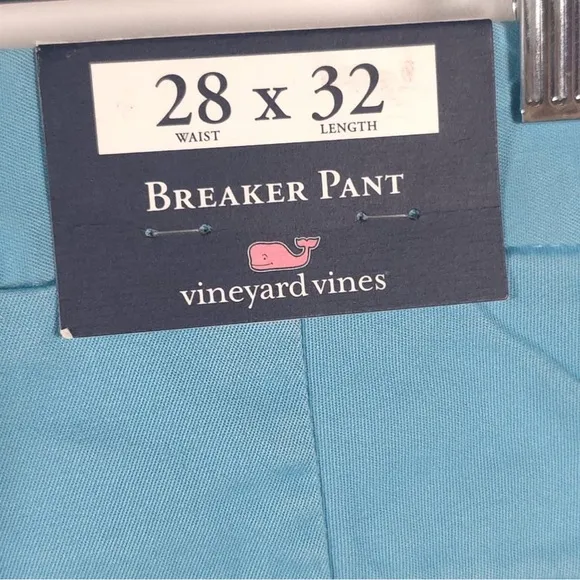 28 x 32
WAIST LENGTH
BREAKER PANT
vineyard vines®